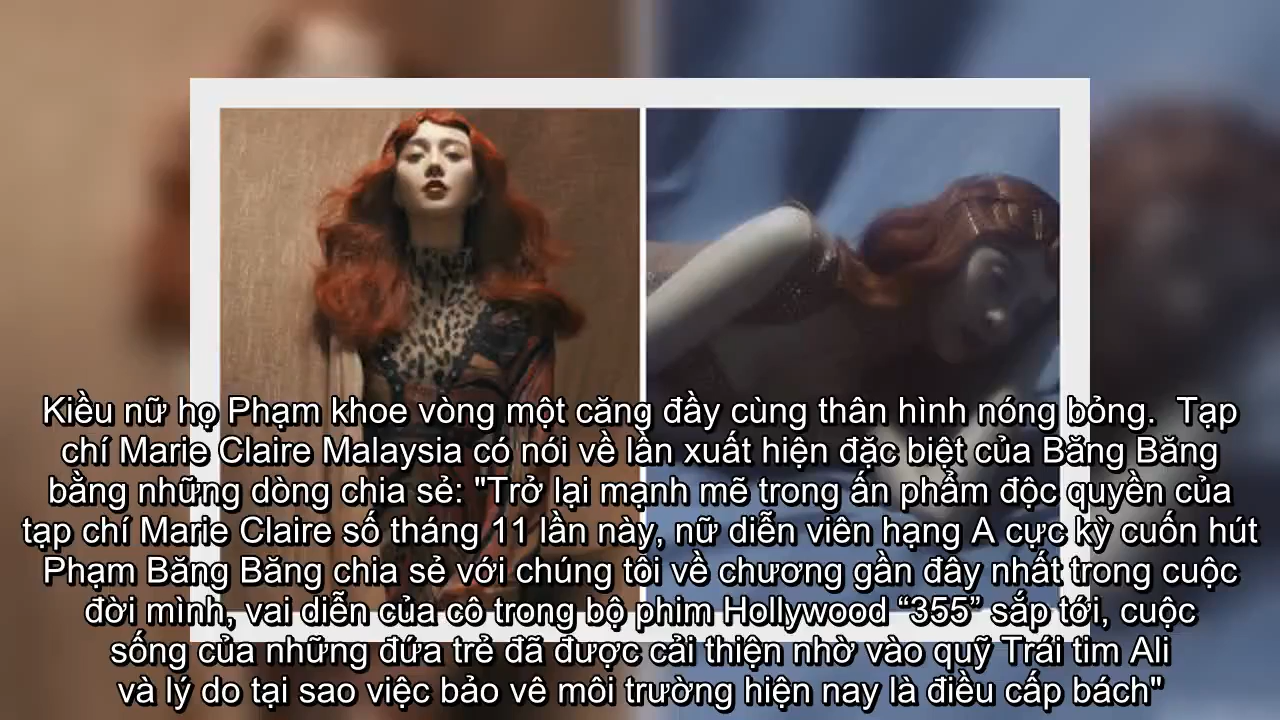 Kiều nữ họ Phạm khoe vòng một căng đầy cùng thân hình nóng bỏng.  Tạp
chí Marie Claire Malaysia có nói về lần xuất hiện đặc biệt của Băng Băng
bằng những dòng chia sẻ: "Trở lại mạnh mẽ trong ấn phẩm độc quyền của
tạp chí Marie Claire số tháng 11 lần này, nữ diễn viên hạng A cực kỳ cuốn hút
Phạm Băng Băng chia sẻ với chúng tôi về chương gần đây nhất trong cuộc
đời mình, vai diễn của cô trong bộ phim Hollywood “355” sắp tới, cuộc
sống của những đứa trẻ đã được cải thiện nhờ vào quỹ Trái tim Ali
và lý do tại sao việc bảo vê môi trường hiện nay là điều cấp bách"